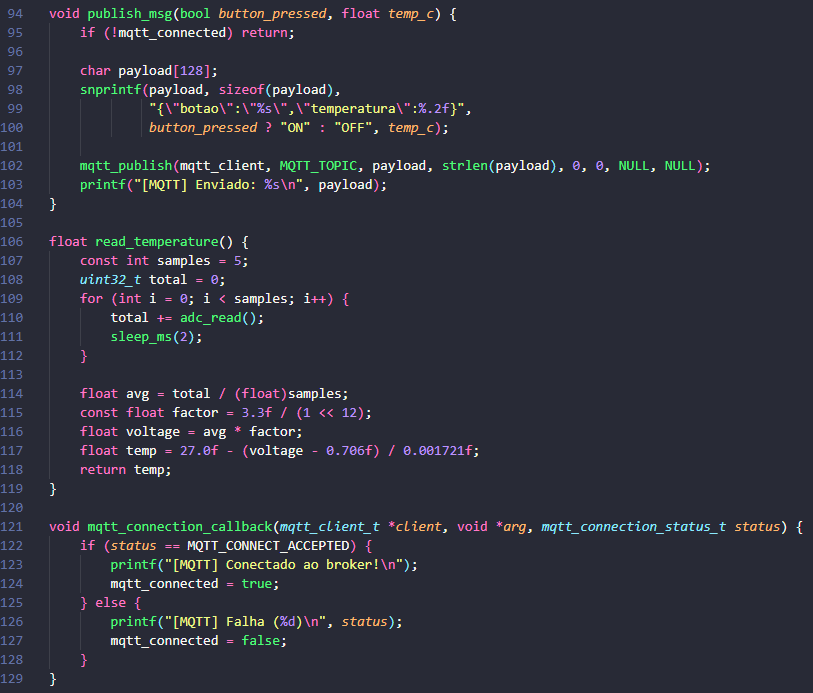 94 void publish_msg(bool button_pressed, float temp_c) {
95 if (!mqtt_connected) return;
96
97 char payload[128];
98 snprintf(payload, sizeof(payload),
99 "{\"botao\":\"%s\",\"temperatura\":%.2f}",
100 button_pressed ? "ON" : "OFF", temp_c);
101
102 mqtt_publish(mqtt_client, MQTT_TOPIC, payload, strlen(payload), 0, 0, NULL, NULL);
103 printf("[MQTT] Enviado: %s\n", payload);
104 }
105
106 float read_temperature() {
107 const int samples = 5;
108 uint32_t total = 0;
109 for (int i = 0; i < samples; i++) {
110 total += adc_read();
111 sleep_ms(2);
112 }
113
114 float avg = total / (float)samples;
115 const float factor = 3.3f / (1 << 12);
116 float voltage = avg * factor;
117 float temp = 27.0f - (voltage - 0.706f) / 0.001721f;
118 return temp;
119 }
120
121 void mqtt_connection_callback(mqtt_client_t *client, void *arg, mqtt_connection_status_t status) {
122 if (status == MQTT_CONNECT_ACCEPTED) {
123 printf("[MQTT] Conectado ao broker!\n");
124 mqtt_connected = true;
125 } else {
126 printf("[MQTT] Falha (%d)\n", status);
127 mqtt_connected = false;
128 }
129 }